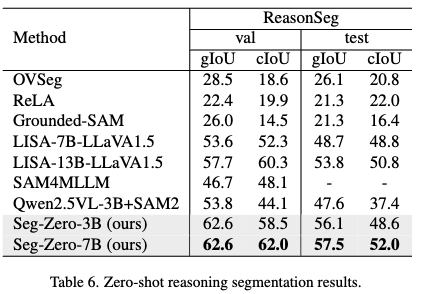 Method ReasonSeg
val test
gIoU cIoU gIoU cIoU
OVSeg 28.5 18.6 26.1 20.8
ReLA 22.4 19.9 21.3 22.0
Grounded-SAM 26.0 14.5 21.3 16.4
LISA-7B-LLaVA1.5 53.6 52.3 48.7 48.8
LISA-13B-LLaVA1.5 57.7 60.3 53.8 50.8
SAM4MLLM 46.7 48.1 - -
Qwen2.5VL-3B+SAM2 53.8 44.1 47.6 37.4
Seg-Zero-3B (ours) 62.6 58.5 56.1 48.6
Seg-Zero-7B (ours) 62.6 62.0 57.5 52.0
Table 6. Zero-shot reasoning segmentation results.